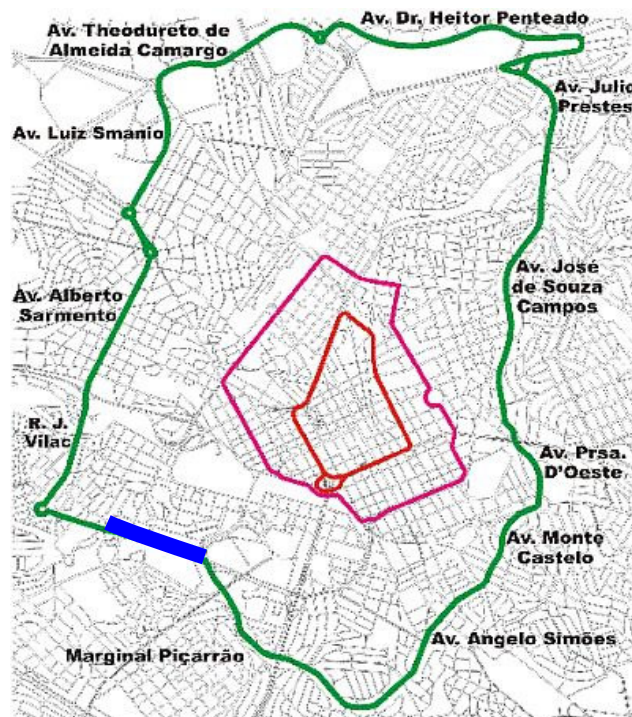 Av. Dr. Heitor Penteado
Av. Theodureto de
Almeida Camargo
Av. Julio
Prestes
Av. Luiz Smanio
Av. José
de Souza
Campos
Av. Alberto
Sarmento
R. J.
Vilac
Av. Prsa.
D'Oeste
Av. Monte
Castelo
Av. Angelo Simões
Marginal Piçarrão